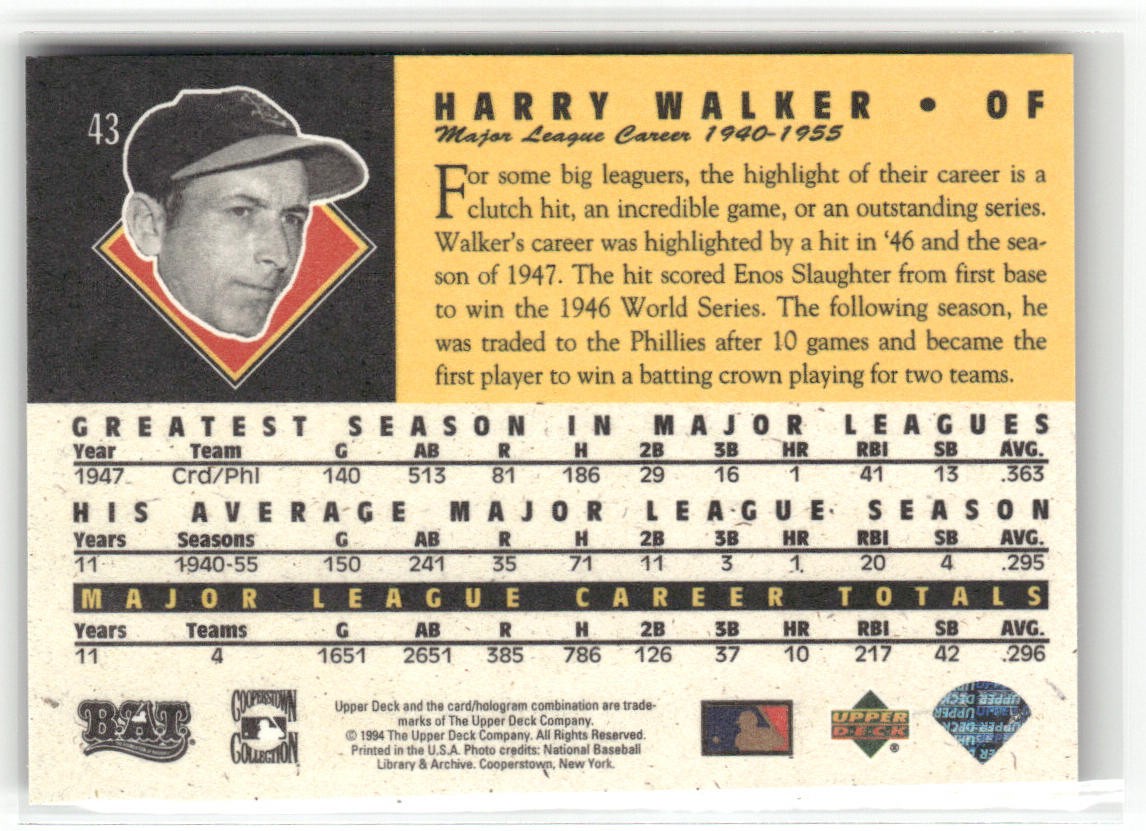 43
HARRY WALKER • OF
Major League Career 1940-1955
For some big leaguers, the highlight of their career is a
clutch hit, an incredible game, or an outstanding series.
Walker's career was highlighted by a hit in '46 and the sea-
son of 1947. The hit scored Enos Slaughter from first base
to win the 1946 World Series. The following season, he
was traded to the Phillies after 10 games and became the
first player to win a batting crown playing for two teams.
GREATEST SEASON IN MAJOR LEAGUES
Year Team G AB R H 2B 3B HR RBI SB AVG.
1947 Crd/Phl 140 513 81 186 29 16 1 41 13 .363
HIS AVERAGE MAJOR LEAGUE SEASON
Years Seasons G AB R H 2B 3B HR RBI SB AVG.
11 1940-55 150 241 35 71 11 3 1 20 4 .295
MAJOR LEAGUE CAREER TOTALS
Years Teams G AB R H 2B 3B HR RBI SB AVG.
11 4 1651 2651 385 786 126 37 10 217 42 .296
B.A.T.
COOPERSTOWN
COLLECTION
Upper Deck and the card/hologram combination are trade-
marks of The Upper Deck Company.
© 1994 The Upper Deck Company. All Rights Reserved.
Printed in the U.S.A. Photo credits: National Baseball
Library & Archive. Cooperstown, New York.
UPPER
DECK
®